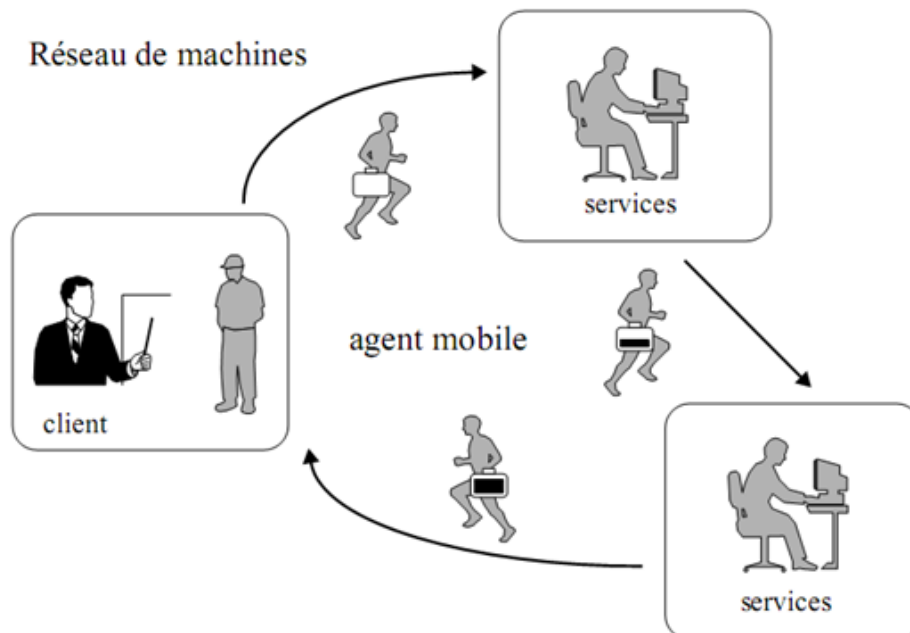 Réseau de machines
services
agent mobile
client
services